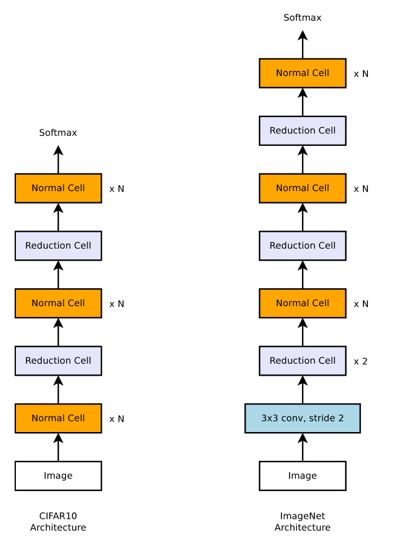 Softmax
Normal Cell x N
Reduction Cell
Normal Cell x N
Reduction Cell
Normal Cell x N
Image
CIFAR10
Architecture
Softmax
Normal Cell x N
Reduction Cell
Normal Cell x N
Reduction Cell
Normal Cell x N
Reduction Cell x 2
3x3 conv, stride 2
Image
ImageNet
Architecture